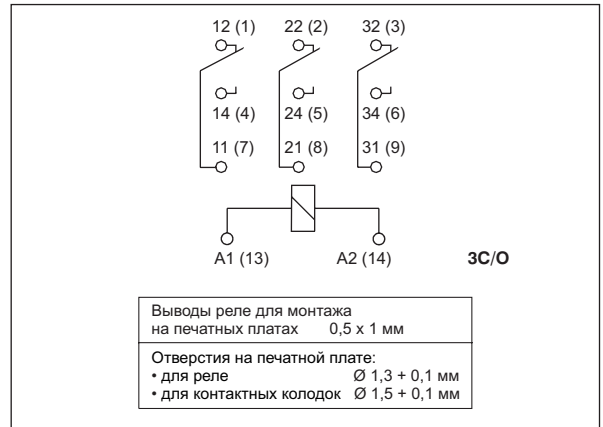 12 (1) 22 (2) 32 (3)
14 (4) 24 (5) 34 (6)
11 (7) 21 (8) 31 (9)
A1 (13) A2 (14) 3C/O
Выводы реле для монтажа
на печатных платах 0,5 x 1 мм
Отверстия на печатной плате:
• для реле Ø 1,3 + 0,1 мм
• для контактных колодок Ø 1,5 + 0,1 мм